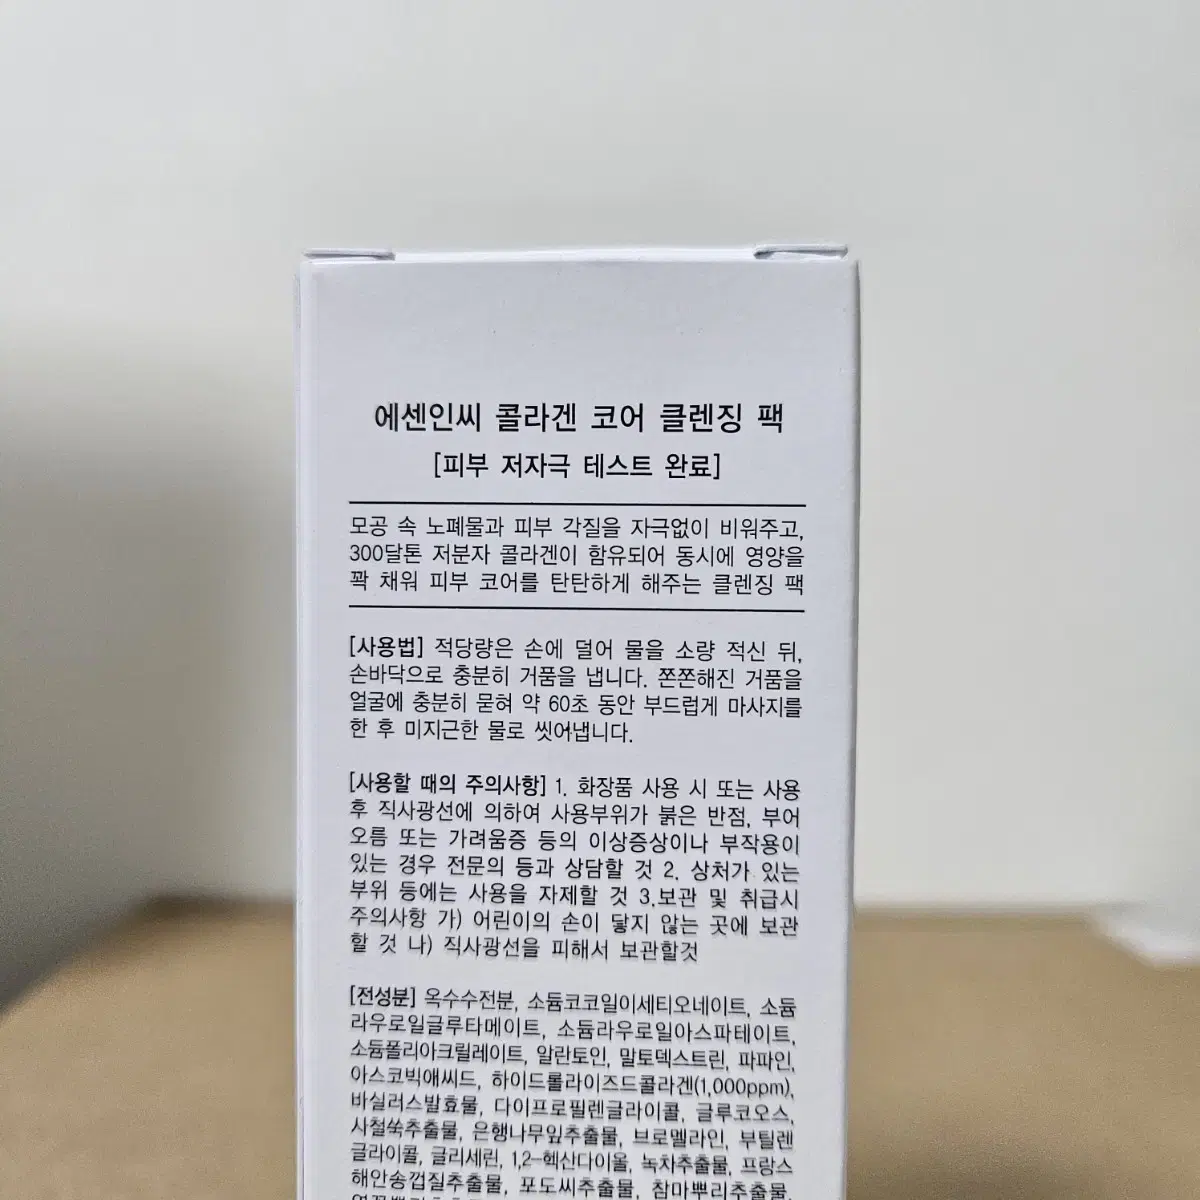 에센인씨 콜라겐 코어 클렌징 팩
[피부 저자극 테스트 완료]
모공 속 노폐물과 피부 각질을 자극없이 비워주고,
300달톤 저분자 콜라겐이 함유되어 동시에 영양을
꽉 채워 피부 코어를 탄탄하게 해주는 클렌징 팩
[사용법] 적당량은 손에 덜어 물을 소량 적신 뒤,
손바닥으로 충분히 거품을 냅니다. 쫀쫀해진 거품을
얼굴에 충분히 묻혀 약 60초 동안 부드럽게 마사지를
한 후 미지근한 물로 씻어냅니다.
[사용할 때의 주의사항] 1. 화장품 사용 시 또는 사용
후 직사광선에 의하여 사용부위가 붉은 반점, 부어
오름 또는 가려움증 등의 이상증상이나 부작용이
있는 경우 전문의 등과 상담할 것 2. 상처가 있는
부위 등에는 사용을 자제할 것 3.보관 및 취급시
주의사항 가) 어린이의 손이 닿지 않는 곳에 보관
할 것 나) 직사광선을 피해서 보관할것
[전성분] 옥수수전분, 소듐코코일이세티오네이트, 소듐
라우로일글루타메이트, 소듐라우로일아스파테이트,
소듐폴리아크릴레이트, 알란토인, 말토덱스트린, 파파인,
아스코빅애씨드, 하이드롤라이즈드콜라겐(1,000ppm),
바실러스발효물, 다이프로필렌글라이콜, 글루코오스,
사철쑥추출물, 은행나무잎추출물, 브로멜라인, 부틸렌
글라이콜, 글리세린, 1,2-헥산다이올, 녹차추출물, 프랑스
해안송껍질추출물, 포도씨추출물, 참마뿌리추출물,